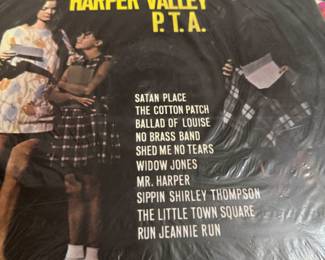 HARPER VALLEY
P.T.A.
SATAN PLACE
THE COTTON PATCH
BALLAD OF LOUISE
NO BRASS BAND
SHED ME NO TEARS
WIDOW JONES
MR. HARPER
SIPPIN SHIRLEY THOMPSON
THE LITTLE TOWN SQUARE
RUN JEANNIE RUN